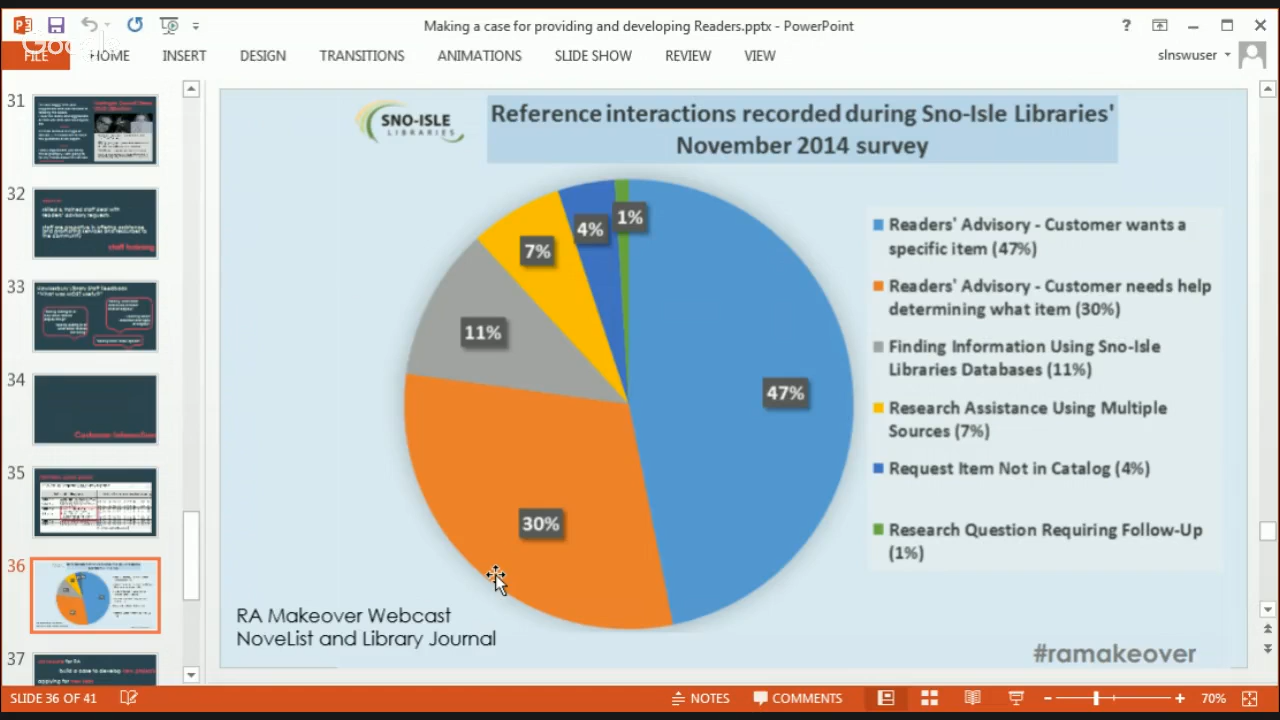 Making a case for providing and developing Readers.pptx - PowerPoint
?
Google
FILE
HOME
INSERT
DESIGN
TRANSITIONS
ANIMATIONS
SLIDE SHOW
REVIEW
VIEW
slnswuser
31
32
staff training
33
34
35
36
37
SNO-ISLE
LIBRARIES
Reference interactions recorded during Sno-Isle Libraries'
November 2014 survey
1%
4%
7%
11%
47%
30%
Readers' Advisory - Customer wants a
specific item (47%)
Readers' Advisory - Customer needs help
determining what item (30%)
Finding Information Using Sno-Isle
Libraries Databases (11%)
Research Assistance Using Multiple
Sources (7%)
Request Item Not in Catalog (4%)
Research Question Requiring Follow-Up
(1%)
RA Makeover Webcast
NoveList and Library Journal
#ramakeover
SLIDE 36 OF 41
NOTES
COMMENTS
70%